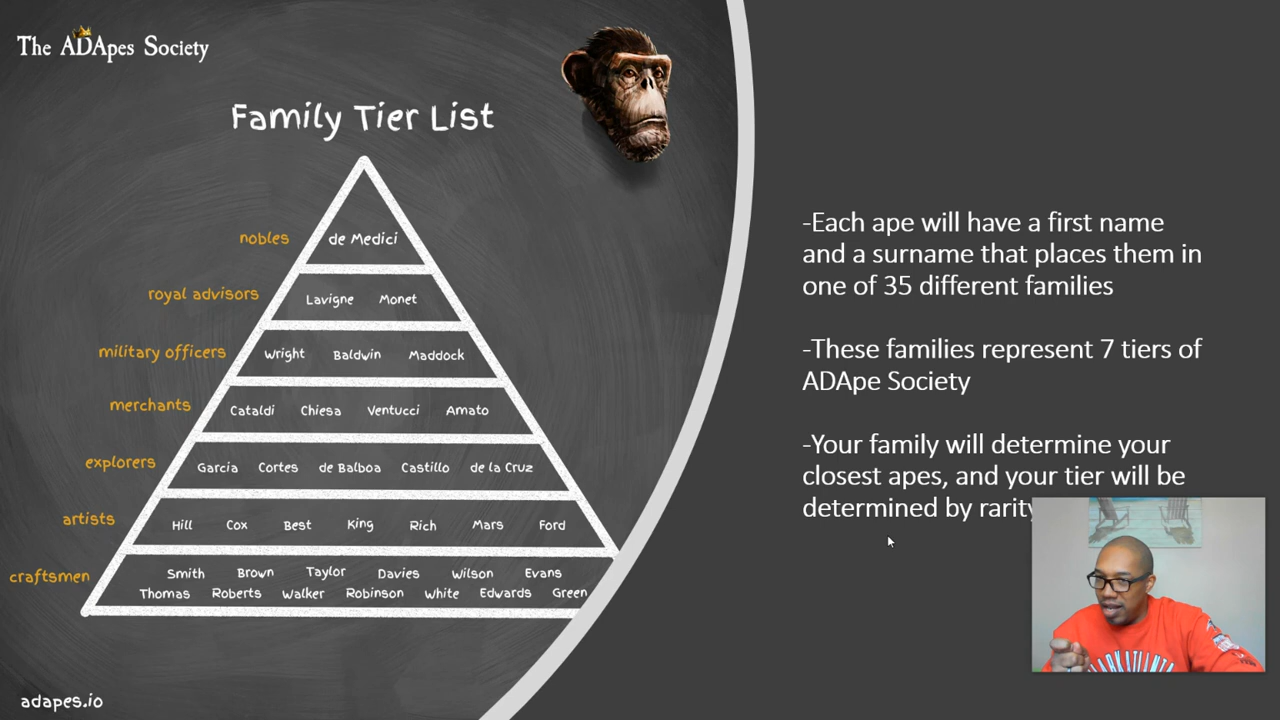 The ADApes Society
Family Tier List
nobles
de Medici
royal advisors
Lavigne Monet
military officers
Wright Baldwin Maddock
merchants
Cataldi Chiesa Ventucci Amato
explorers
Garcia Cortes de Balboa Castillo de la Cruz
artists
Hill Cox Best King Rich Mars Ford
craftsmen
Smith Brown Taylor Davies Wilson Evans
Thomas Roberts Walker Robinson White Edwards Green
adapes.io
-Each ape will have a first name
and a surname that places them in
one of 35 different families
-These families represent 7 tiers of
ADApe Society
-Your family will determine your
closest apes, and your tier will be
determined by rarity